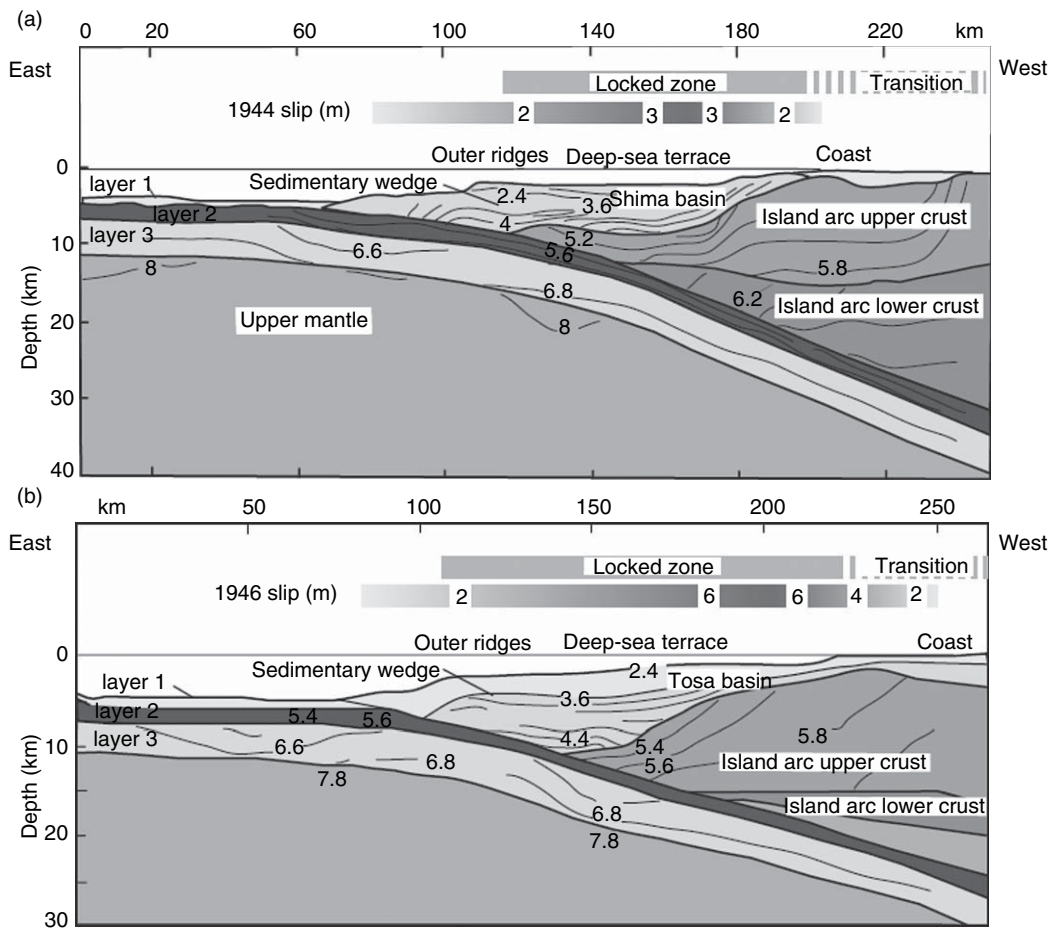 (a)
0 20 60 100 140 180 220 km
East West
Locked zone Transition
1944 slip (m) 2 3 3 2
Outer ridges Deep-sea terrace Coast
0
layer 1 Sedimentary wedge 2.4 3.6 Shima basin
layer 2 4 5.2 Island arc upper crust
layer 3 6.6 5.6
10
8 5.8
6.8 6.2 Island arc lower crust
Upper mantle 8
20
30
40
Depth (km)
(b)
km 50 100 150 200 250
East West
Locked zone Transition
1946 slip (m) 2 6 6 4 2
Outer ridges Deep-sea terrace Coast
0
Sedimentary wedge 2.4 Tosa basin
layer 1 3.6
layer 2 5.4 5.6
layer 3 6.6 4.4 5.4 5.8
10
7.8 6.8 5.6 Island arc upper crust
6.8 Island arc lower crust
20
7.8
30
Depth (km)